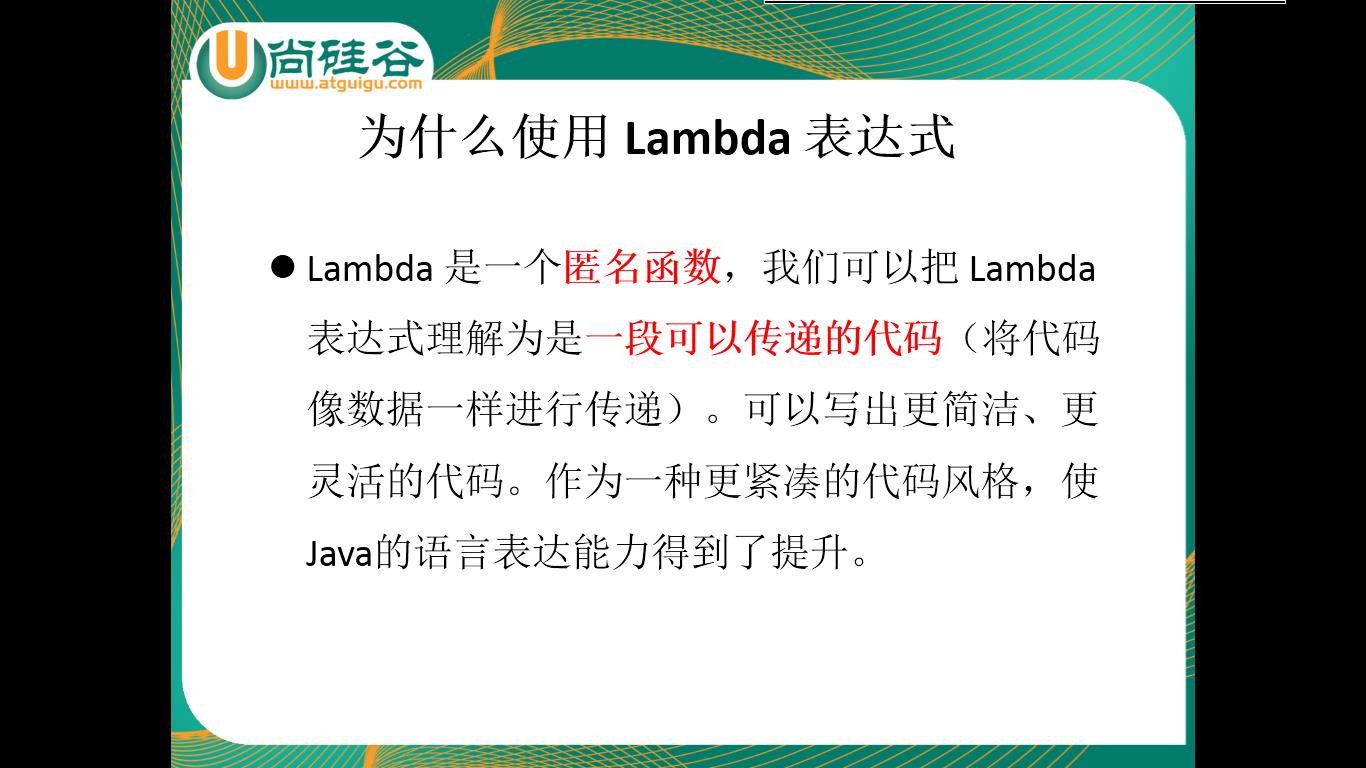 尚硅谷
www.atguigu.com
为什么使用 Lambda 表达式
Lambda 是一个匿名函数，我们可以把 Lambda
表达式理解为是一段可以传递的代码（将代码
像数据一样进行传递）。可以写出更简洁、更
灵活的代码。作为一种更紧凑的代码风格，使
Java的语言表达能力得到了提升。